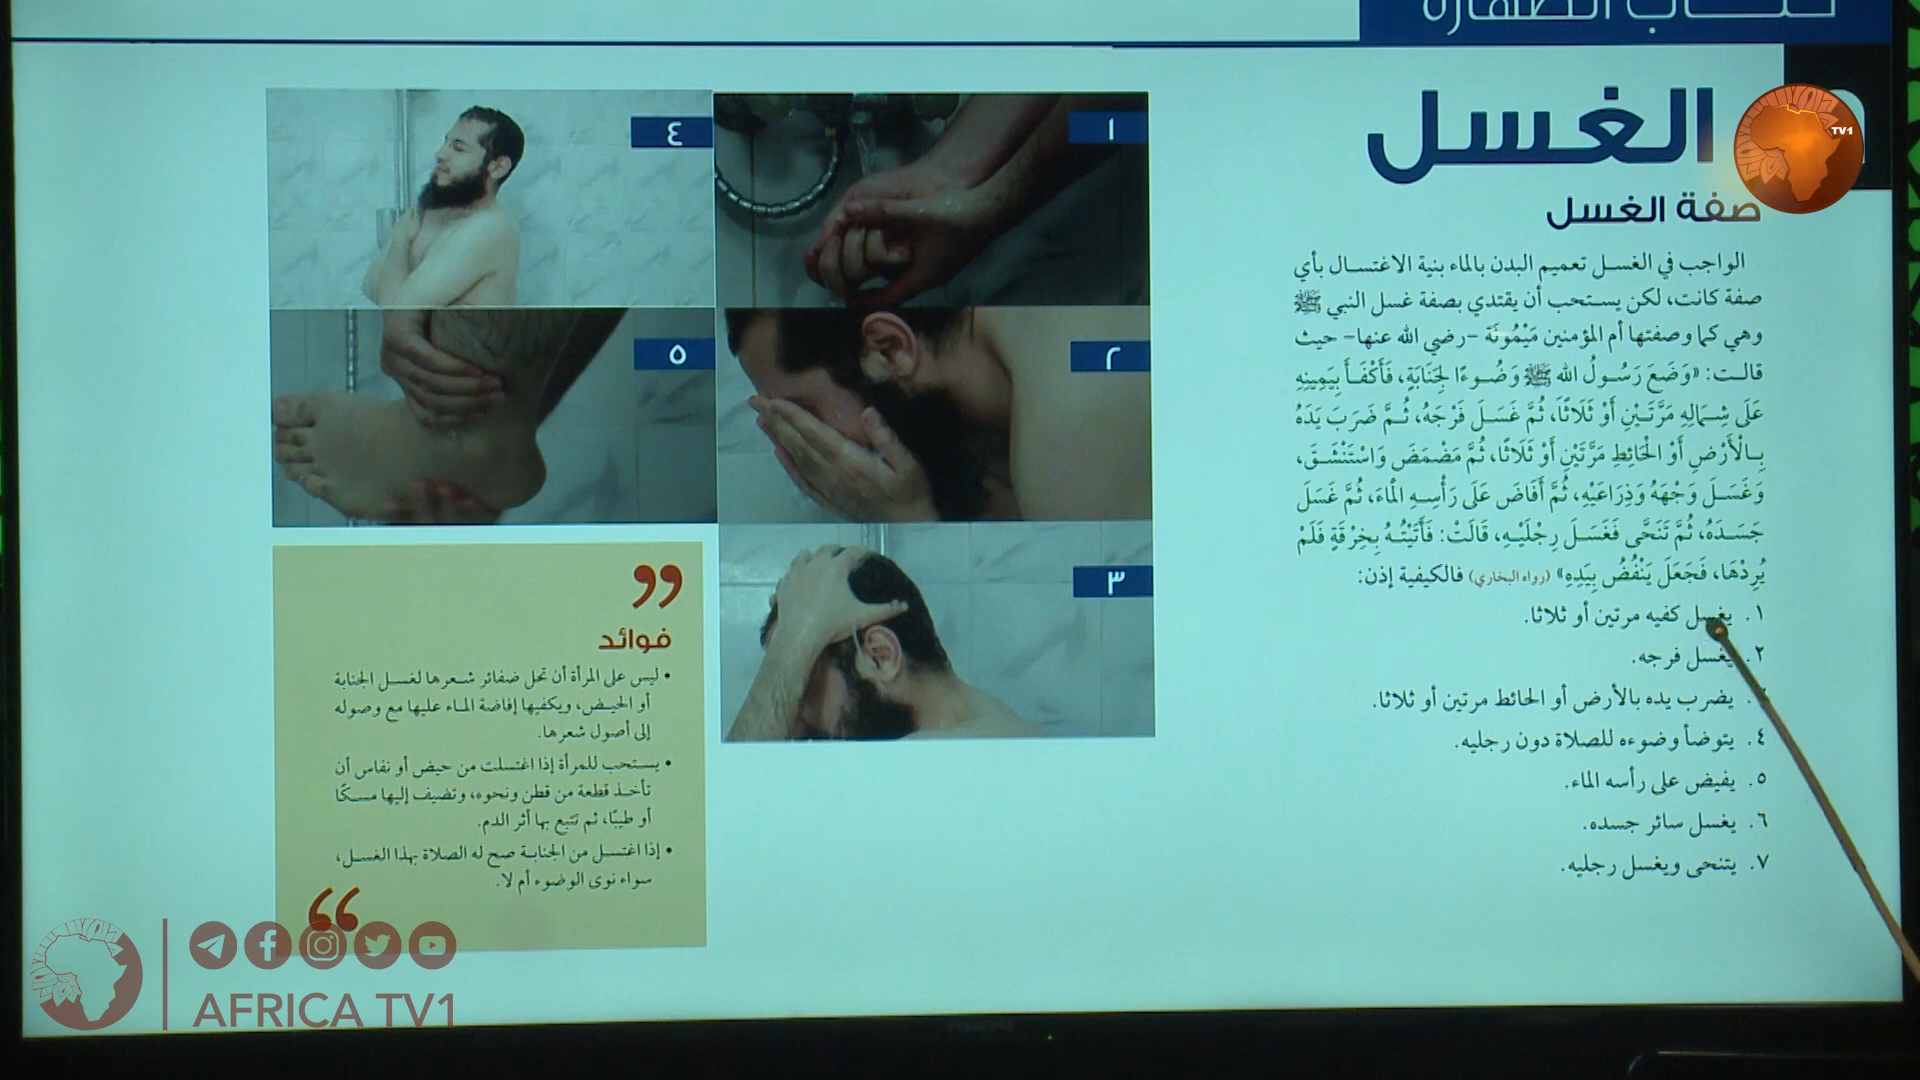 كتاب الطهارة
الغسل
TV1
صفة الغسل
الواجب في الغسل تعميم البدن بالماء بنية الاغتسال بأي
صفة كانت، لكن يستحب أن يقتدي بصفة غسل النبي ﷺ
وهي كما وصفتها أم المؤمنين مَيْمُونَة -رضي الله عنها- حيث
قالت: «وَضَعَ رَسُولُ الله ﷺ وَضُوءًا لِجَنَابَةٍ، فَأَكْفَأَ بِيَمِينِهِ
عَلَى شِمَالِهِ مَرَّتَيْنِ أَوْ ثَلَاثًا، ثُمَّ غَسَلَ فَرْجَهُ، ثُمَّ ضَرَبَ يَدَهُ
بِالْأَرْضِ أَوْ الْحَائِطِ مَرَّتَيْنِ أَوْ ثَلَاثًا، ثُمَّ مَضْمَضَ وَاسْتَنْشَقَ،
وَغَسَلَ وَجْهَهُ وَذِرَاعَيْهِ، ثُمَّ أَفَاضَ عَلَى رَأْسِهِ الْمَاءَ، ثُمَّ غَسَلَ
جَسَدَهُ، ثُمَّ تَنَحَّى فَغَسَلَ رِجْلَيْهِ، قَالَتْ: فَأَتَيْتُهُ بِخِرْقَةٍ فَلَمْ
يُرِدْهَا، فَجَعَلَ يَنْفُضُ بِيَدِهِ» (رواه البخاري) فالكيفية إذن:
١. يغسل كفيه مرتين أو ثلاثا.
٢. يغسل فرجه.
٣. يضرب يده بالأرض أو الحائط مرتين أو ثلاثا.
٤. يتوضأ وضوءه للصلاة دون رجليه.
٥. يفيض على رأسه الماء.
٦. يغسل سائر جسده.
٧. يتنحى ويغسل رجليه.
١
٢
٣
٤
٥
فوائد
• ليس على المرأة أن تحل ضفائر شعرها لغسل الجنابة
أو الحيض، ويكفيها إفاضة الماء عليها مع وصوله
إلى أصول شعرها.
• يستحب للمرأة إذا اغتسلت من حيض أو نفاس أن
تأخذ قطعة من قطن ونحوه، وتضيف إليها مسكًا
أو طيبًا، ثم تتبع بها أثر الدم.
• إذا اغتسل من الجنابة صح له الصلاة بهذا الغسل،
سواء نوى الوضوء أم لا.
AFRICA TV1